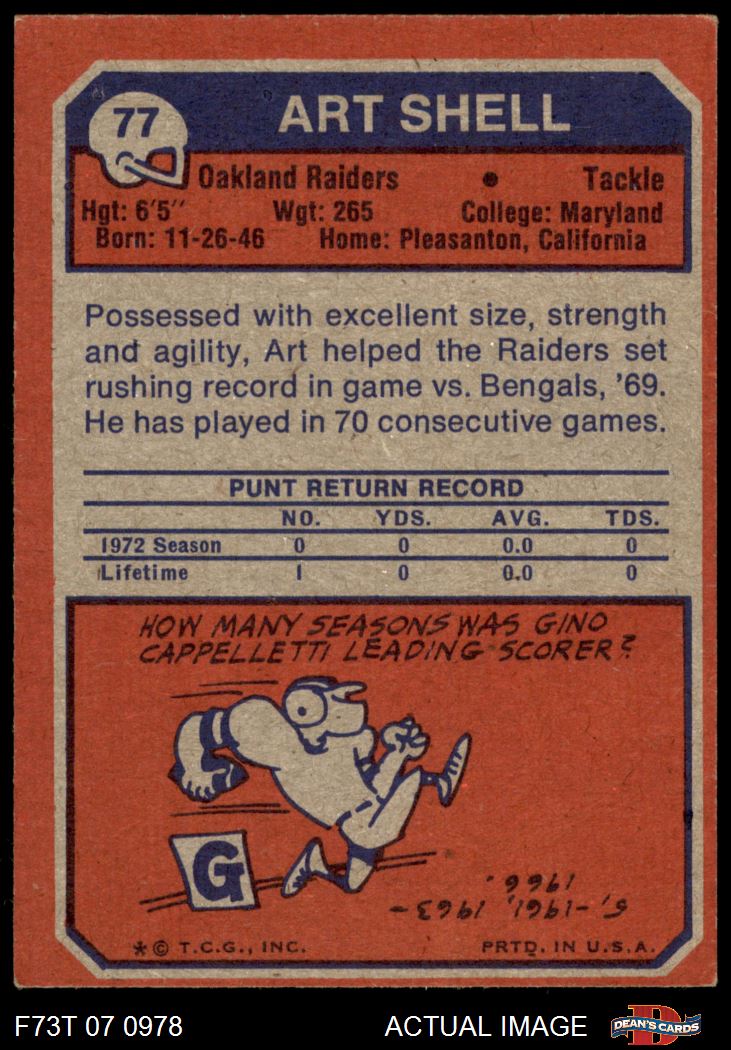 77
ART SHELL
Oakland Raiders • Tackle
Hgt: 6'5" Wgt: 265 College: Maryland
Born: 11-26-46 Home: Pleasanton, California
Possessed with excellent size, strength
and agility, Art helped the Raiders set
rushing record in game vs. Bengals, '69.
He has played in 70 consecutive games.
PUNT RETURN RECORD
NO. YDS. AVG. TDS.
1972 Season 0 0 0.0 0
Lifetime 1 0 0.0 0
HOW MANY SEASONS WAS GINO
CAPPELLETTI LEADING SCORER?
G
5, -1961, 1963-
1966.
* © T.C.G., INC. PRTD. IN U.S.A.
F73T 07 0978 ACTUAL IMAGE
D
DEAN'S CARDS